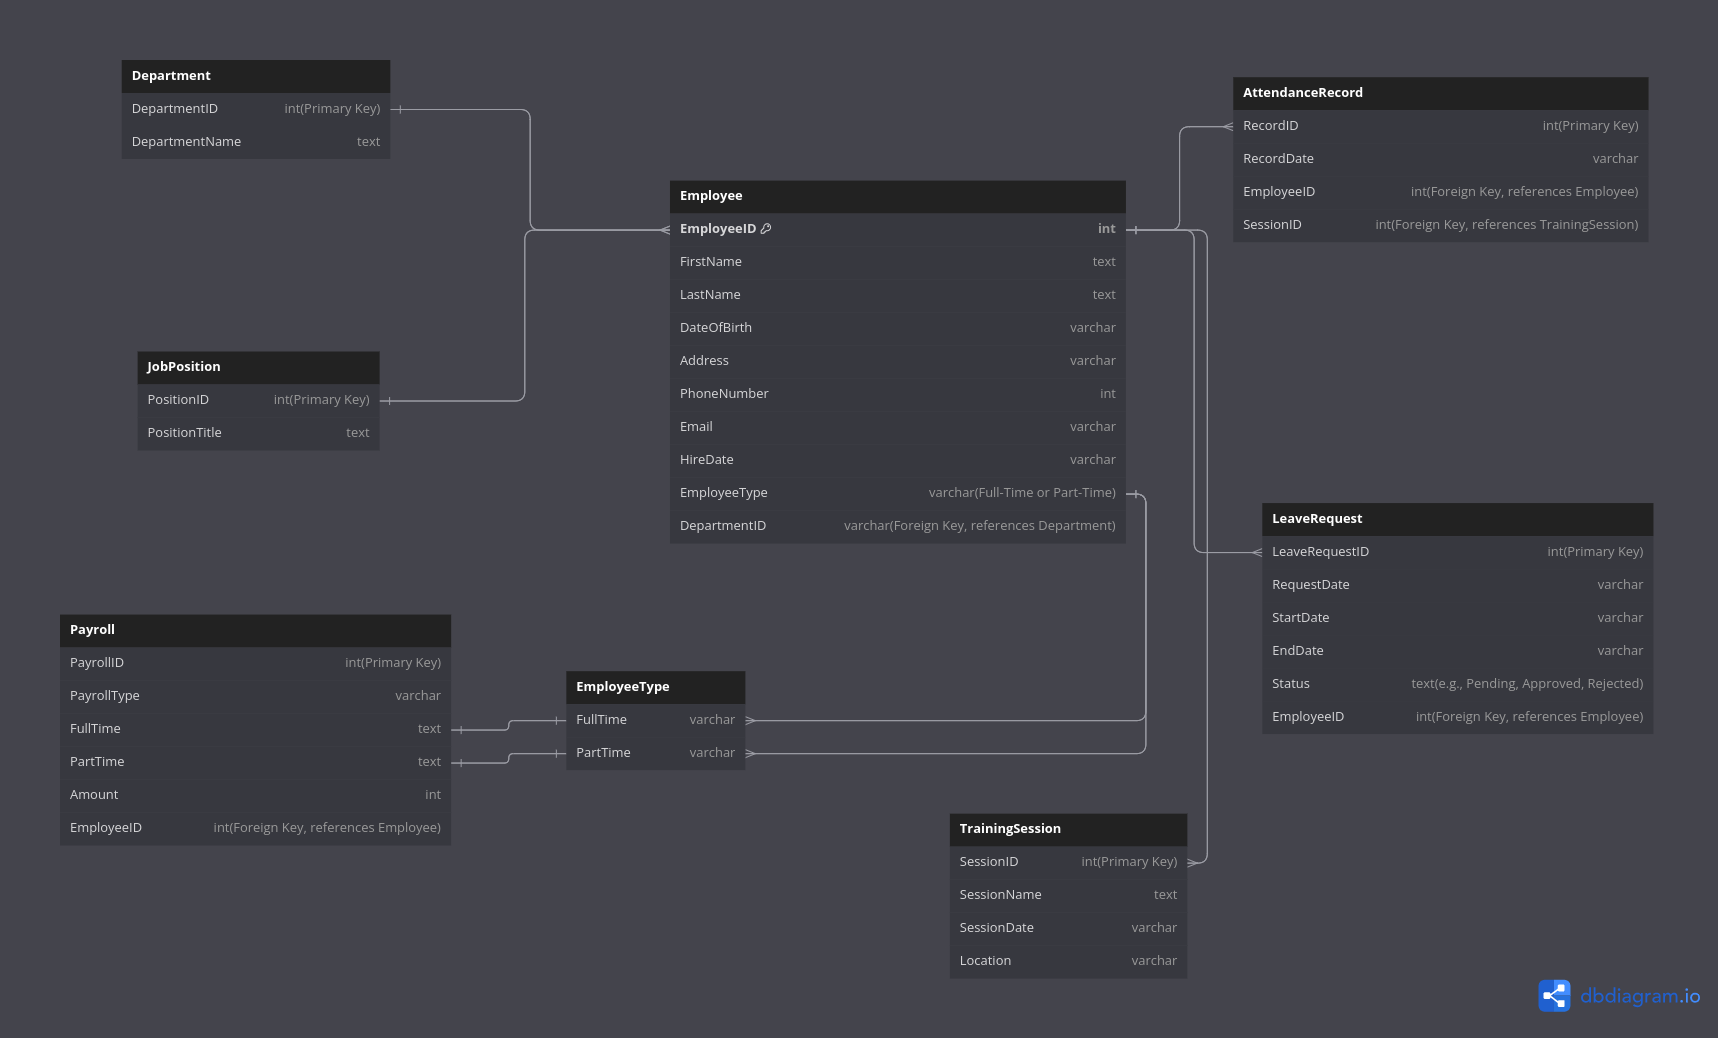 Department
DepartmentID int(Primary Key)
DepartmentName text
JobPosition
PositionID int(Primary Key)
PositionTitle text
Employee
EmployeeID int
FirstName text
LastName text
DateOfBirth varchar
Address varchar
PhoneNumber int
Email varchar
HireDate varchar
EmployeeType varchar(Full-Time or Part-Time)
DepartmentID varchar(Foreign Key, references Department)
AttendanceRecord
RecordID int(Primary Key)
RecordDate varchar
EmployeeID int(Foreign Key, references Employee)
SessionID int(Foreign Key, references TrainingSession)
LeaveRequest
LeaveRequestID int(Primary Key)
RequestDate varchar
StartDate varchar
EndDate varchar
Status text(e.g., Pending, Approved, Rejected)
EmployeeID int(Foreign Key, references Employee)
Payroll
PayrollID int(Primary Key)
PayrollType varchar
FullTime text
PartTime text
Amount int
EmployeeID int(Foreign Key, references Employee)
EmployeeType
FullTime varchar
PartTime varchar
TrainingSession
SessionID int(Primary Key)
SessionName text
SessionDate varchar
Location varchar
dbdiagram.io